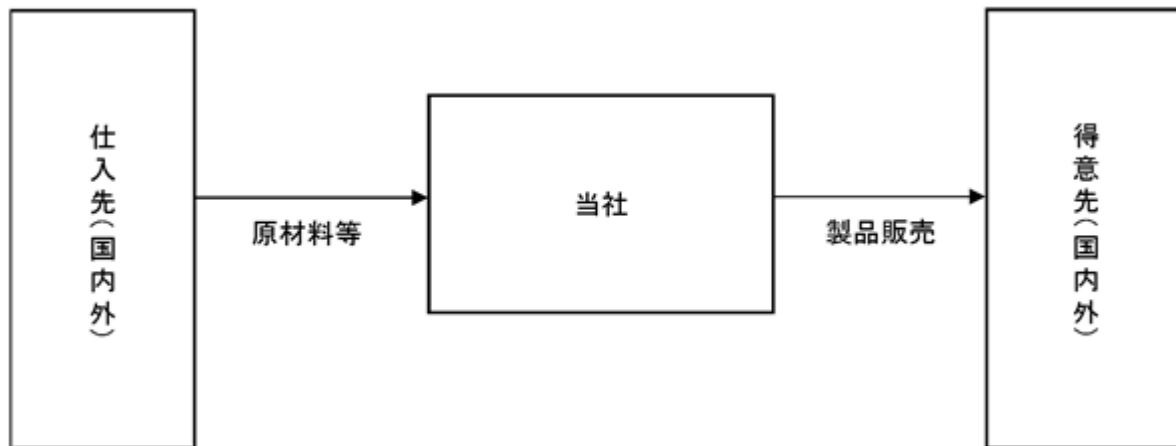 仕入先(国内外)
原材料等
当社
製品販売
得意先(国内外)